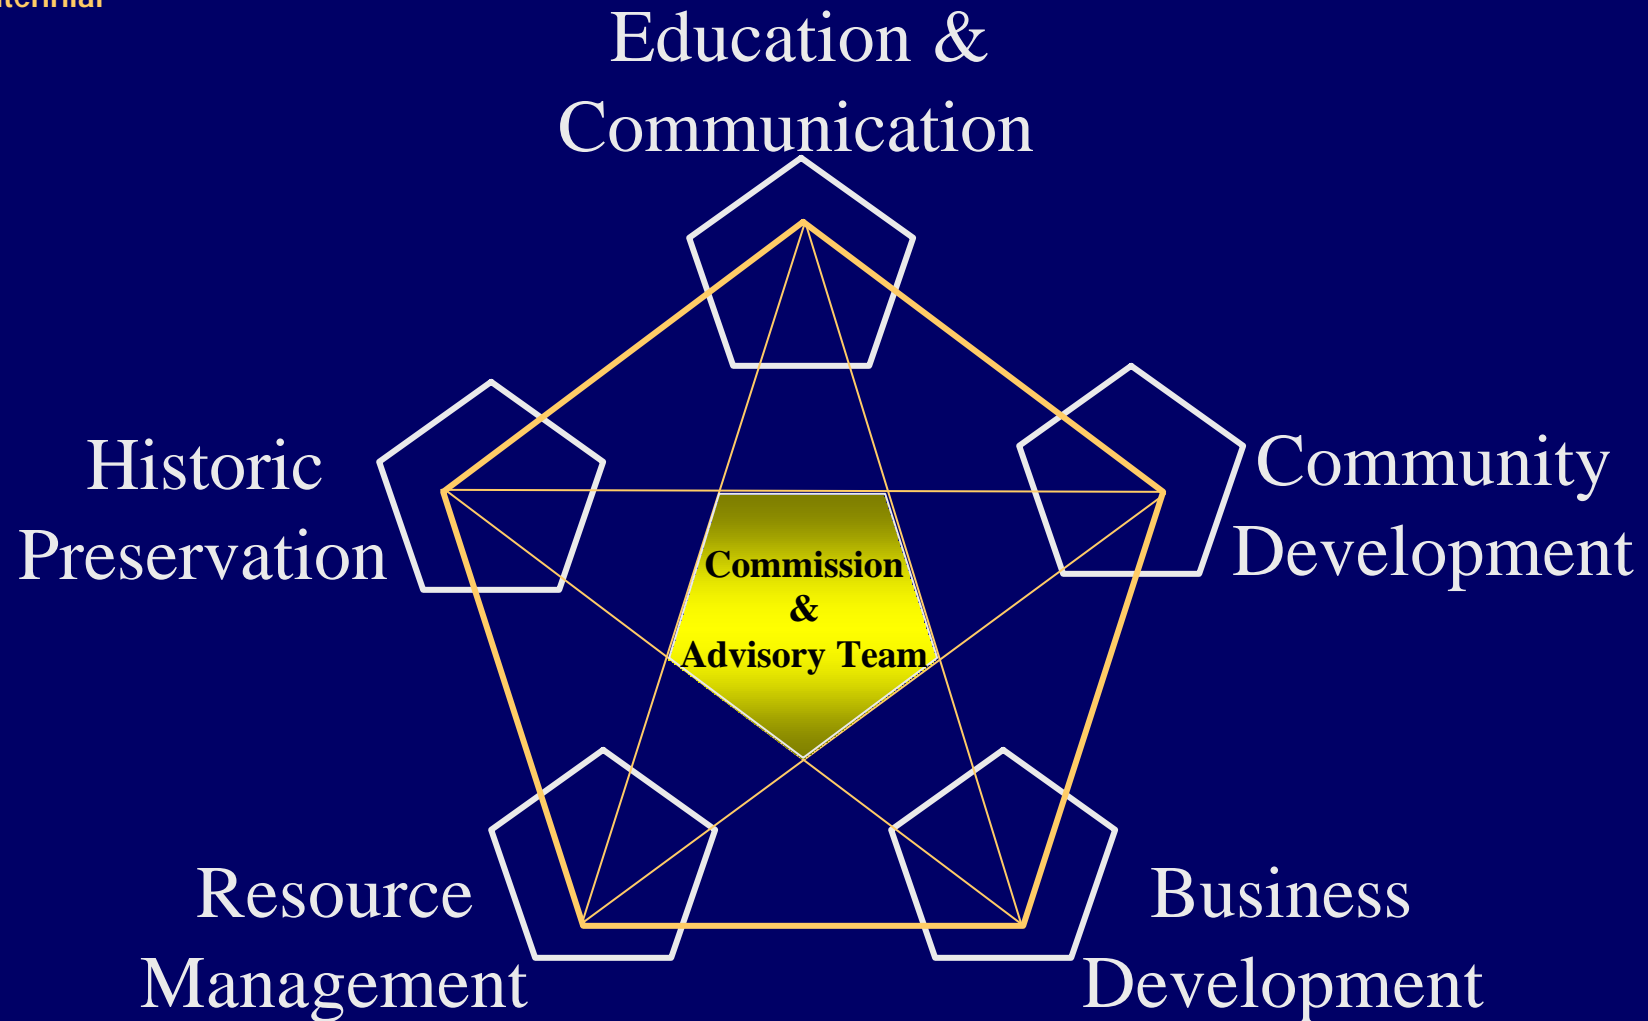 Education &
Communication
Historic
Preservation
Community
Development
Commission
&
Advisory Team
Resource
Management
Business
Development